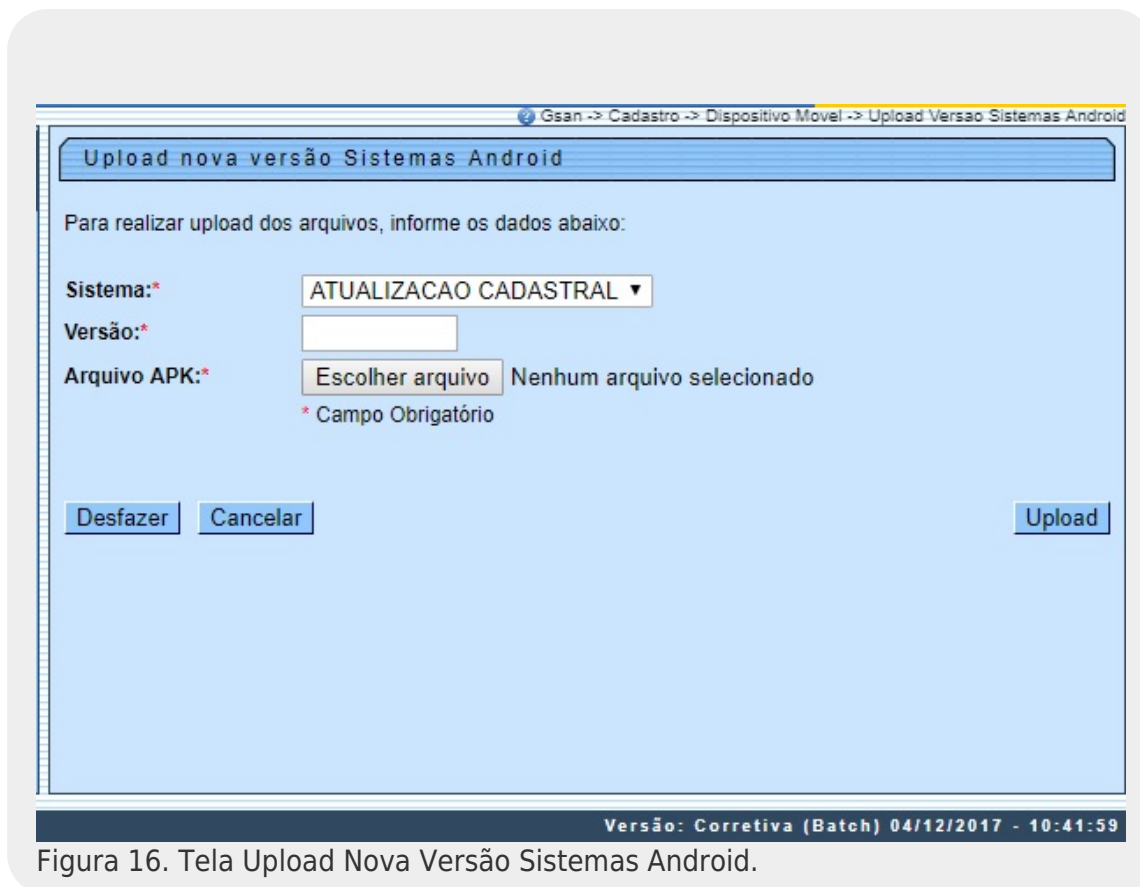 Gsan -> Cadastro -> Dispositivo Movel -> Upload Versao Sistemas Android
Upload nova versão Sistemas Android
Para realizar upload dos arquivos, informe os dados abaixo:
Sistema:* ATUALIZACAO CADASTRAL
Versão:*
Arquivo APK:* Escolher arquivo Nenhum arquivo selecionado
* Campo Obrigatório
Desfazer Cancelar Upload
Versão: Corretiva (Batch) 04/12/2017 - 10:41:59
Figura 16. Tela Upload Nova Versão Sistemas Android.